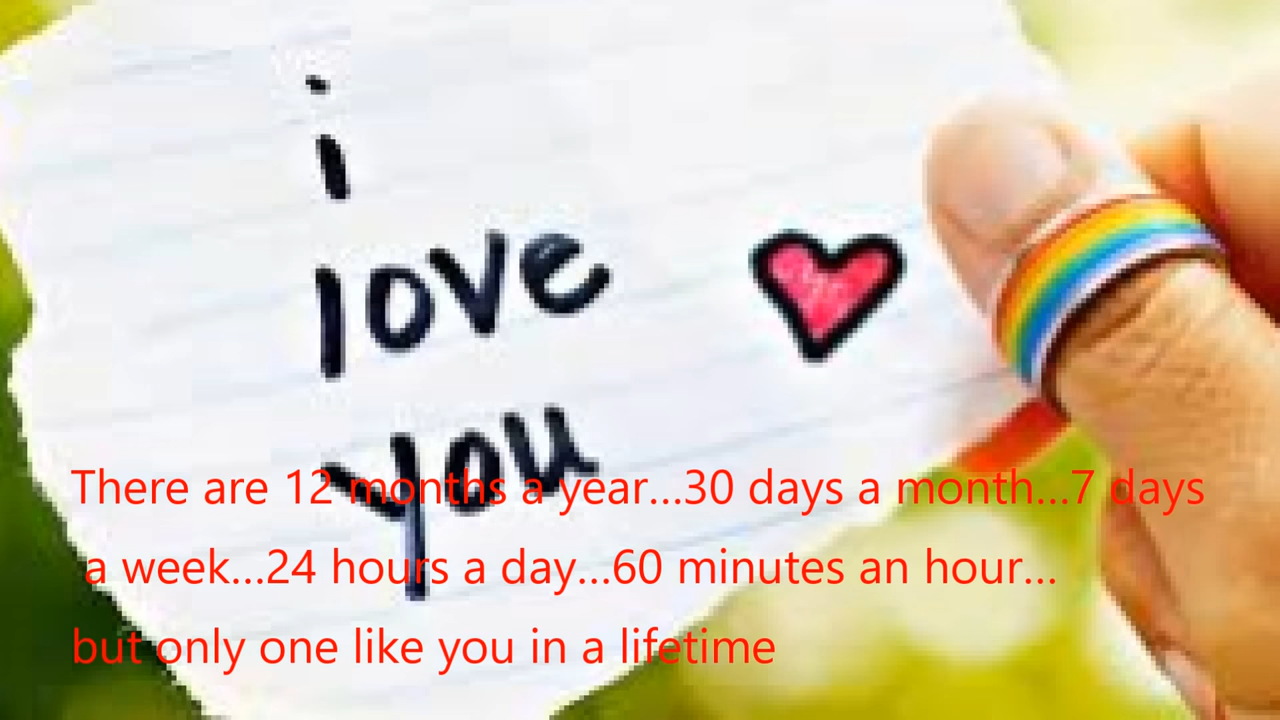 i
love
you
There are 12 months a year...30 days a month...7 days
a week...24 hours a day...60 minutes an hour...
but only one like you in a lifetime